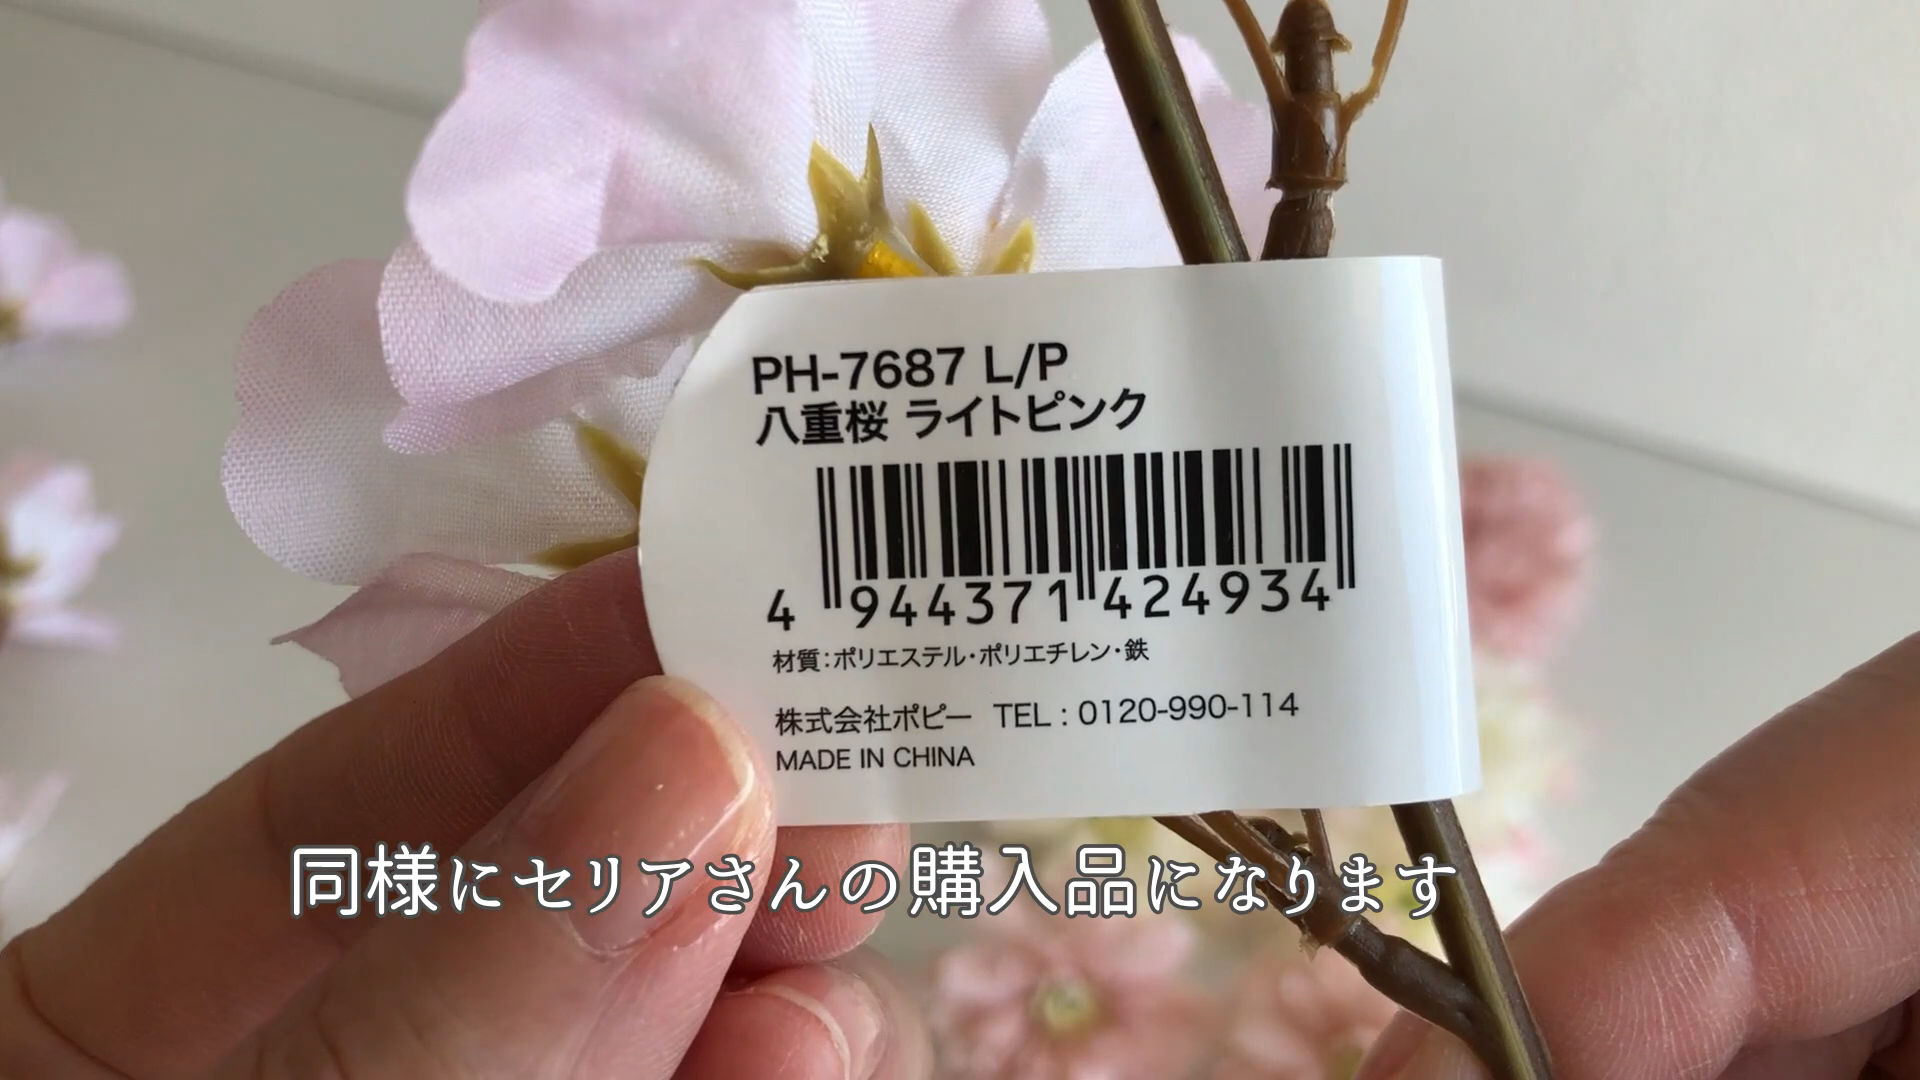 PH-7687 L/P
八重桜 ライトピンク
4 944371 424934
材質:ポリエステル・ポリエチレン・鉄
株式会社ポピー TEL : 0120-990-114
MADE IN CHINA
同様にセリアさんの購入品になります